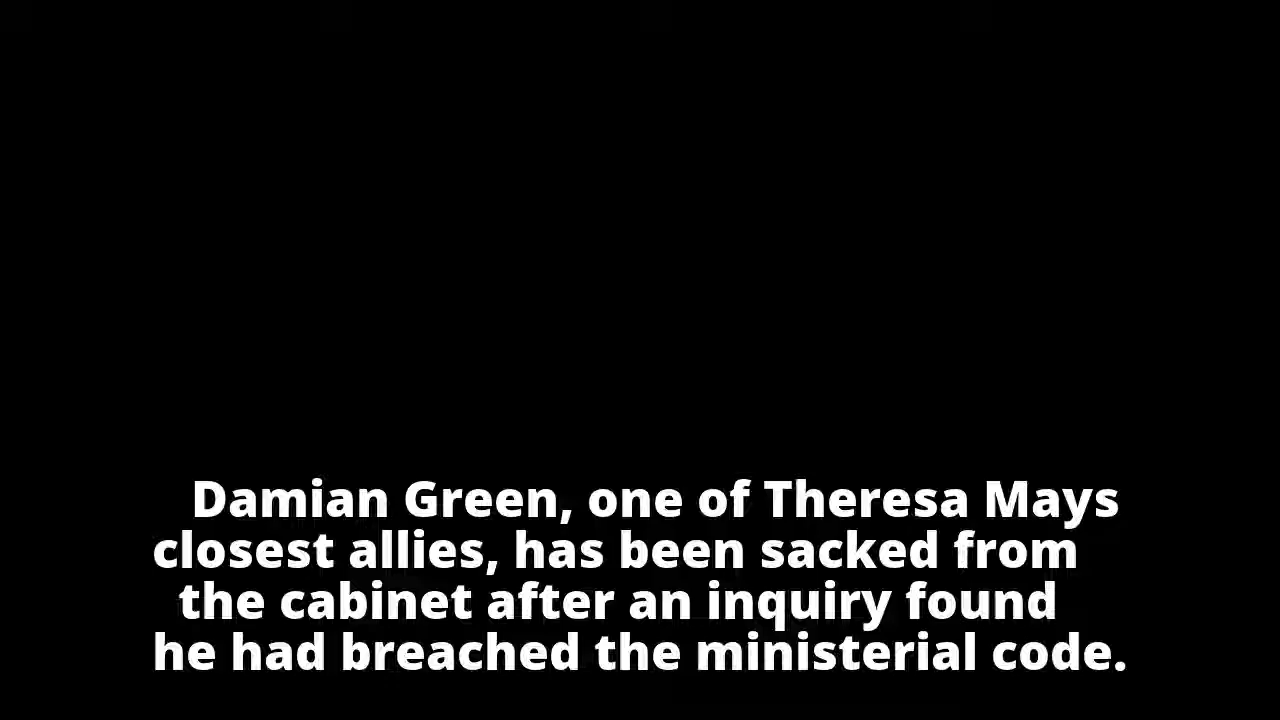 Damian Green, one of Theresa Mays
closest allies, has been sacked from
the cabinet after an inquiry found
he had breached the ministerial code.